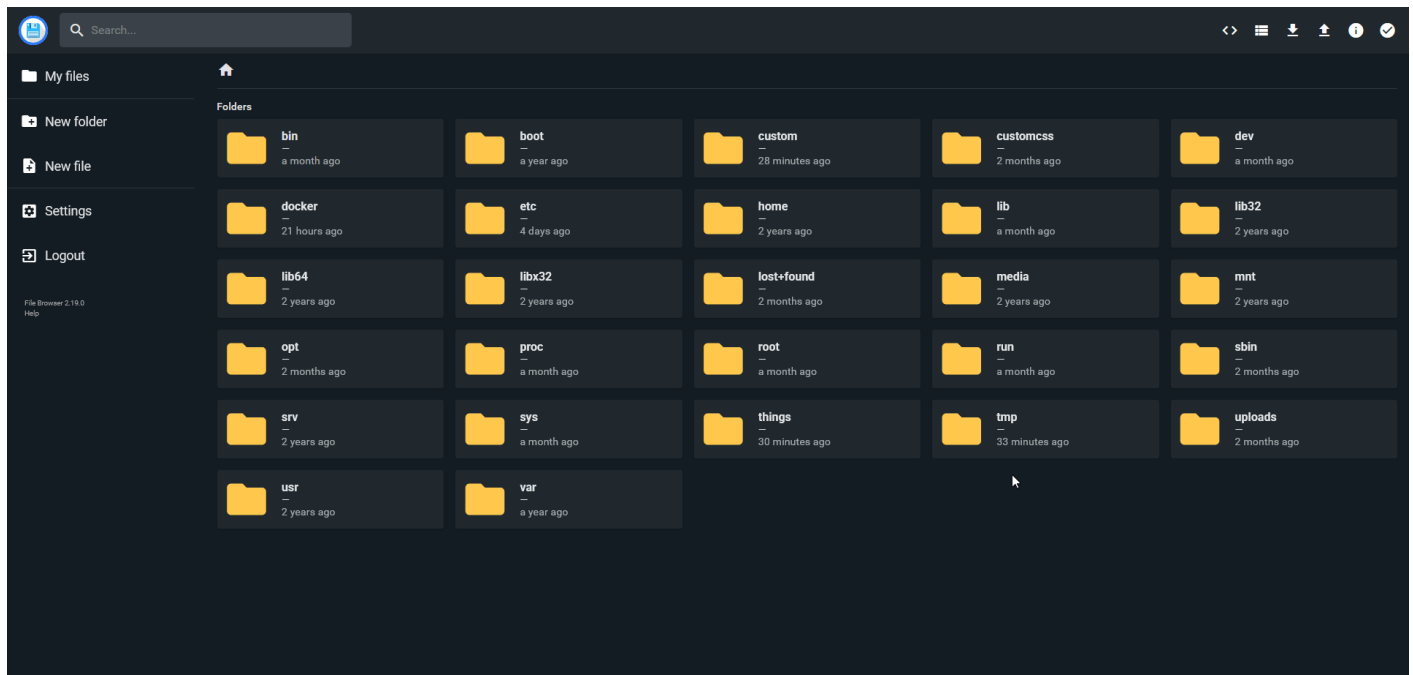 Search...
My files
New folder
New file
Settings
Logout
File Browser 2.19.0
Help
Folders
bin
—
a month ago
boot
—
a year ago
custom
—
28 minutes ago
customcss
—
2 months ago
dev
—
a month ago
docker
—
21 hours ago
etc
—
4 days ago
home
—
2 years ago
lib
—
a month ago
lib32
—
2 years ago
lib64
—
2 years ago
libx32
—
2 years ago
lost+found
—
2 months ago
media
—
2 years ago
mnt
—
2 years ago
opt
—
2 months ago
proc
—
a month ago
root
—
a month ago
run
—
a month ago
sbin
—
2 months ago
srv
—
2 years ago
sys
—
a month ago
things
—
30 minutes ago
tmp
—
33 minutes ago
uploads
—
2 months ago
usr
—
2 years ago
var
—
a year ago